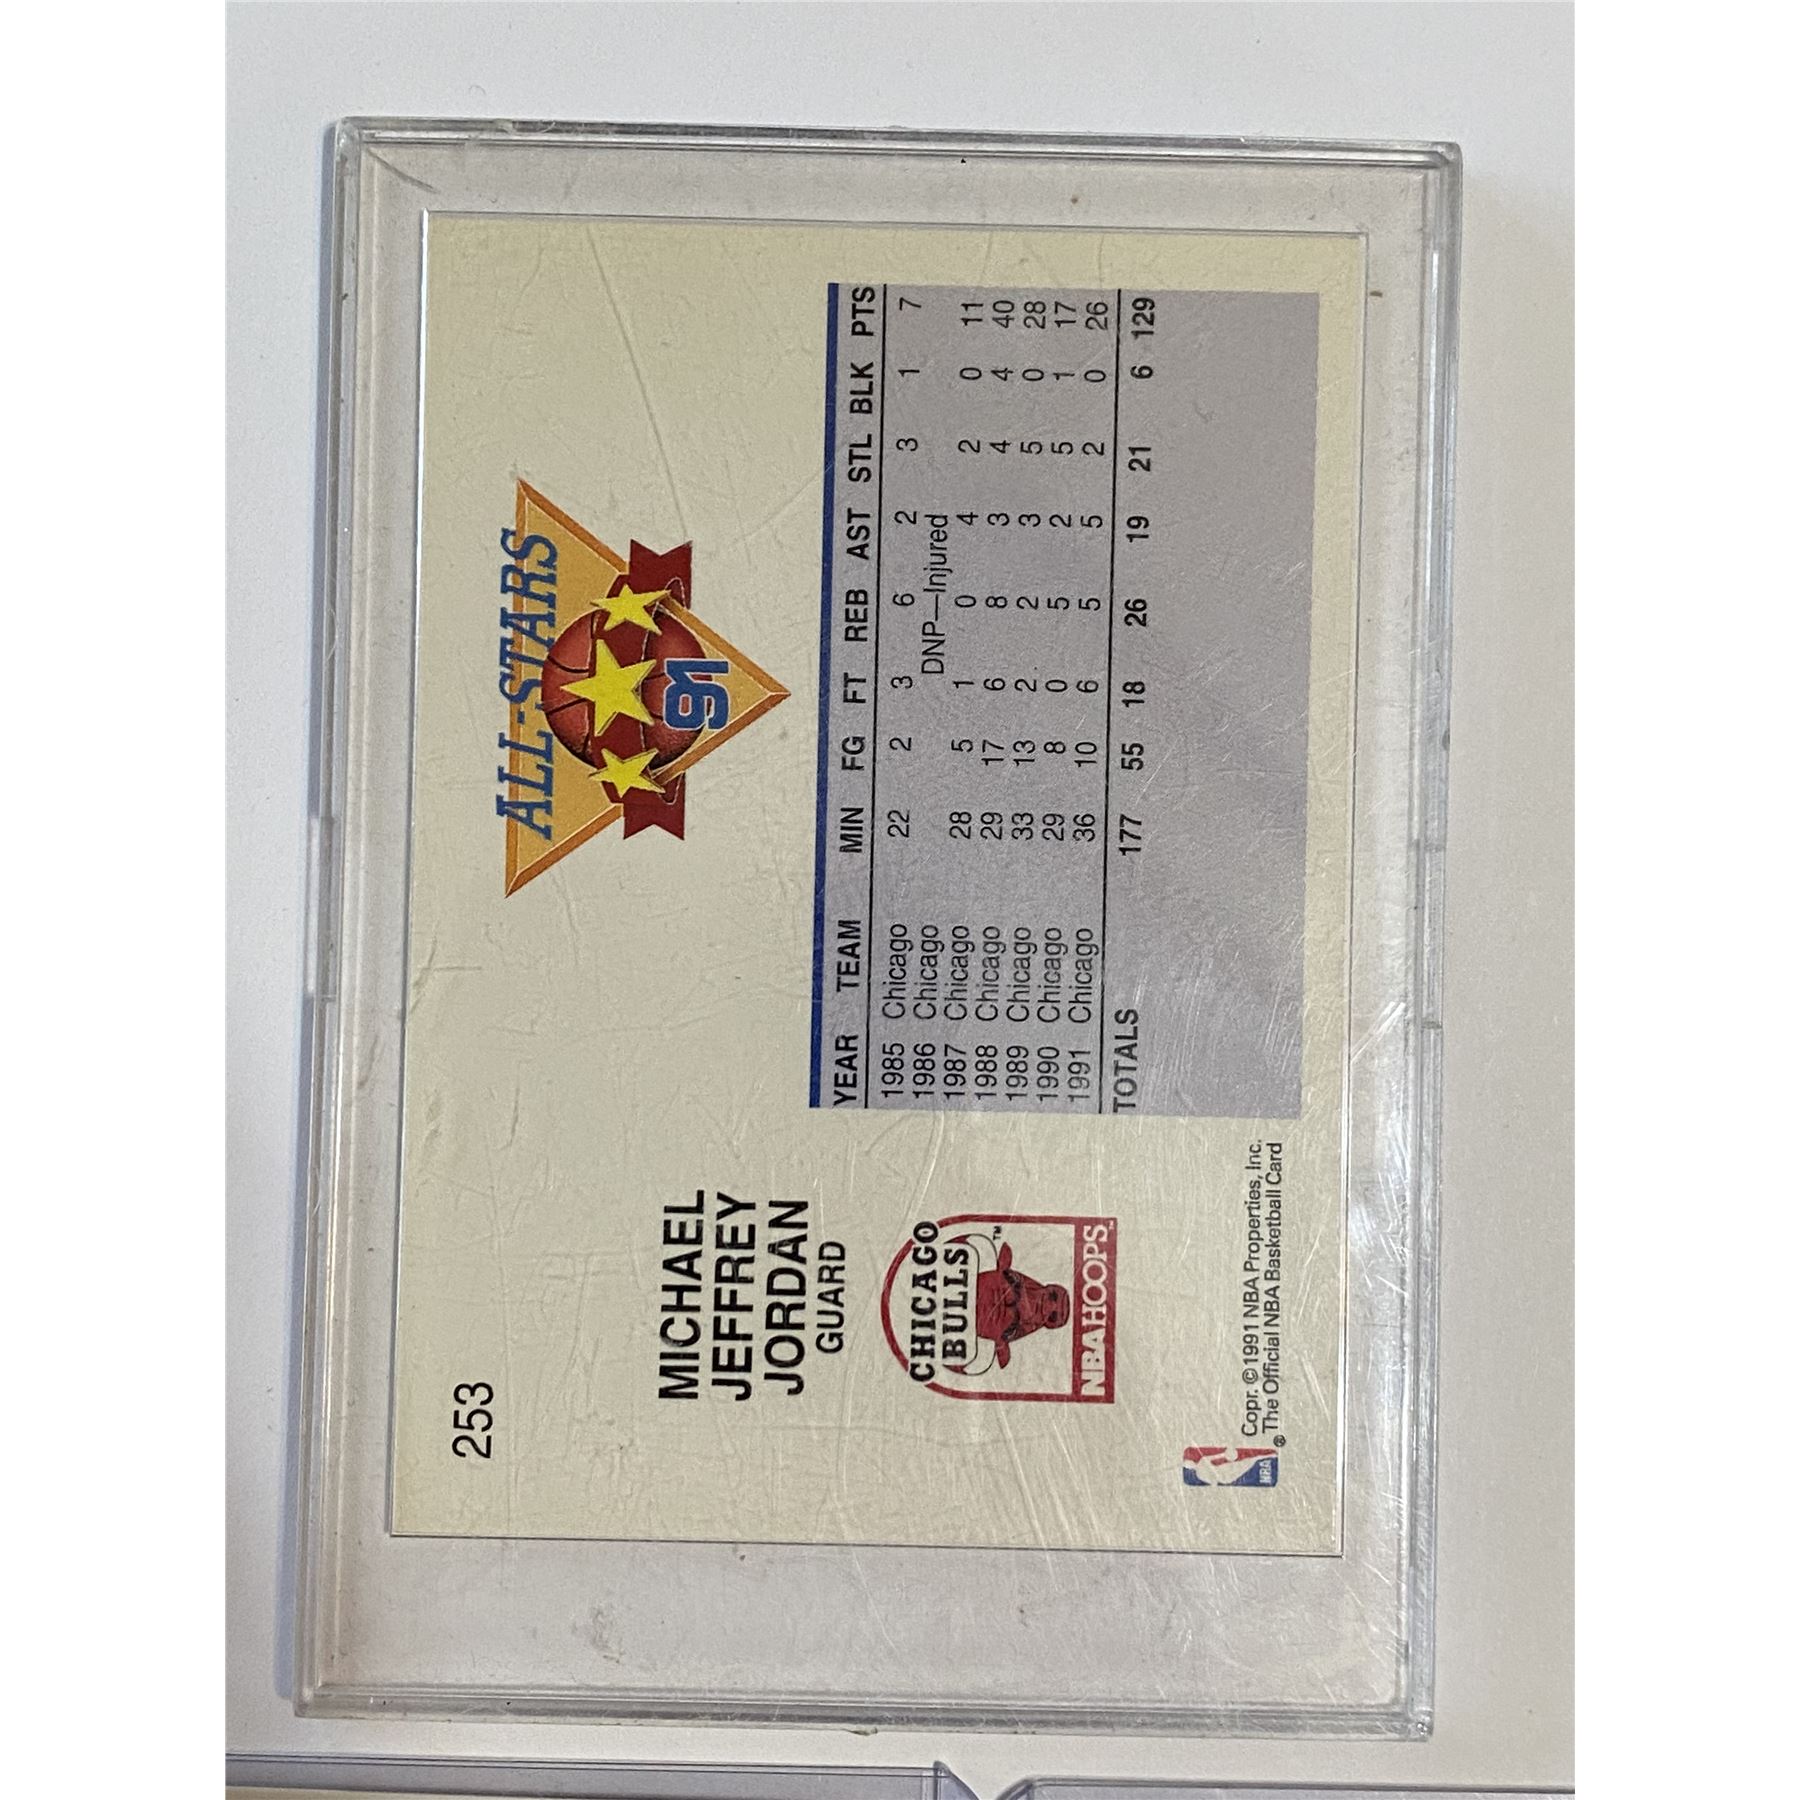 253
ALL-STARS
91
MICHAEL
JEFFREY
JORDAN
GUARD
CHICAGO
BULLS™
NBA HOOPS™
YEAR TEAM MIN FG FT REB AST STL BLK PTS
1985 Chicago 22 2 3 6 2 3 1 7
1986 Chicago DNP—Injured
1987 Chicago 28 5 1 0 4 2 0 11
1988 Chicago 29 17 6 8 3 4 4 40
1989 Chicago 33 13 2 2 3 5 0 28
1990 Chicago 29 8 0 5 2 5 1 17
1991 Chicago 36 10 6 5 5 2 0 26
TOTALS 177 55 18 26 19 21 6 129
NBA ®
Copr. © 1991 NBA Properties, Inc.
The Official NBA Basketball Card